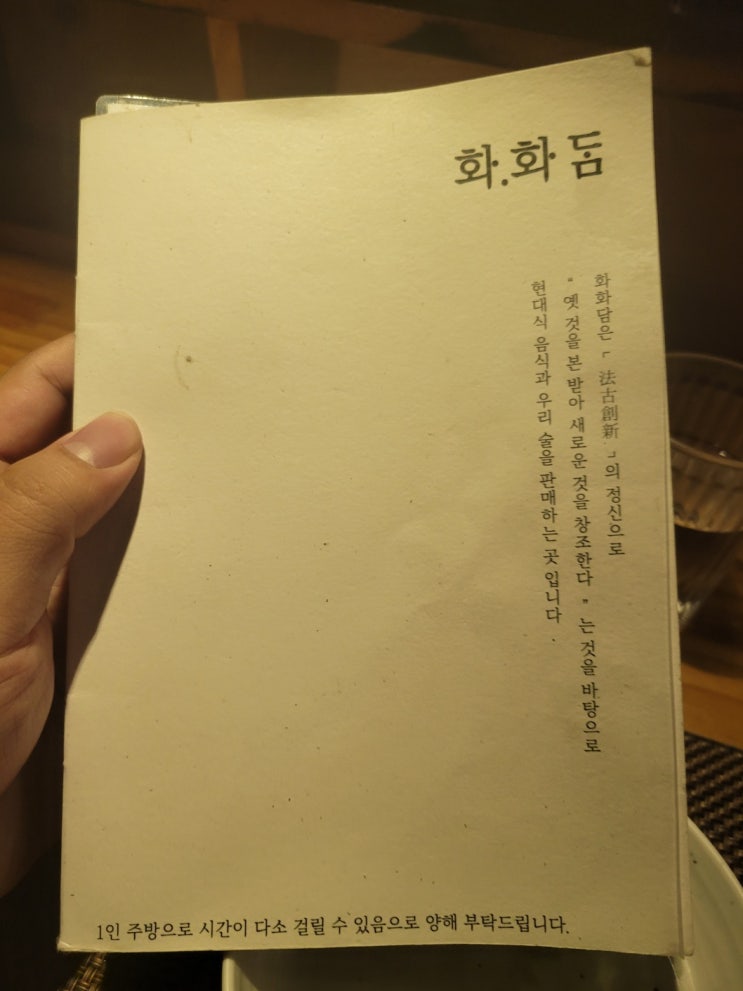 화.화 담
화화담은 「法古創新」의 정신으로
"옛 것을 본 받아 새로운 것을 창조한다" 는 것을 바탕으로
현대식 음식과 우리 술을 판매하는 곳 입니다.
1인 주방으로 시간이 다소 걸릴 수 있음으로 양해 부탁드립니다.